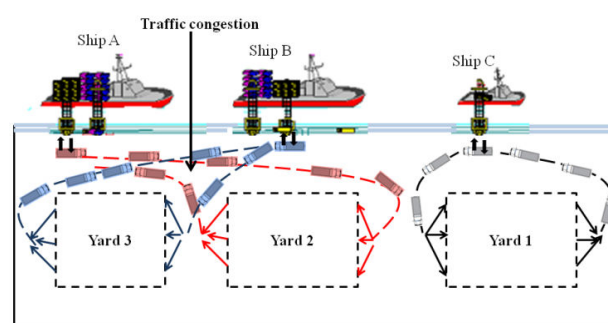 Traffic congestion
Ship A
Ship B
Ship C
Yard 3
Yard 2
Yard 1